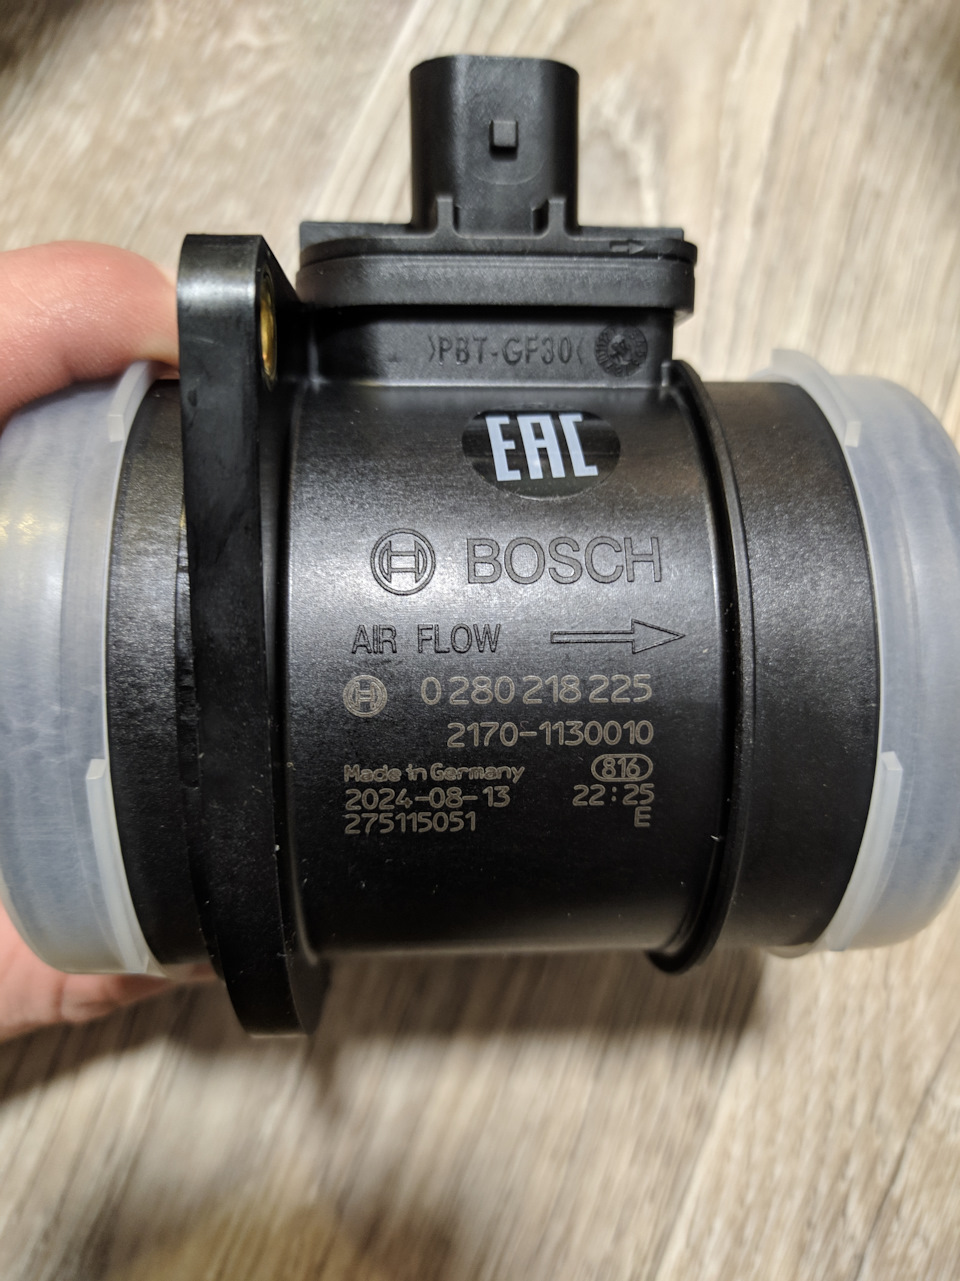 >PBT-GF30<
EAC
BOSCH
AIR FLOW
0 280 218 225
2170-1130010
Made in Germany 816
2024-08-13 22:25
275115051 E